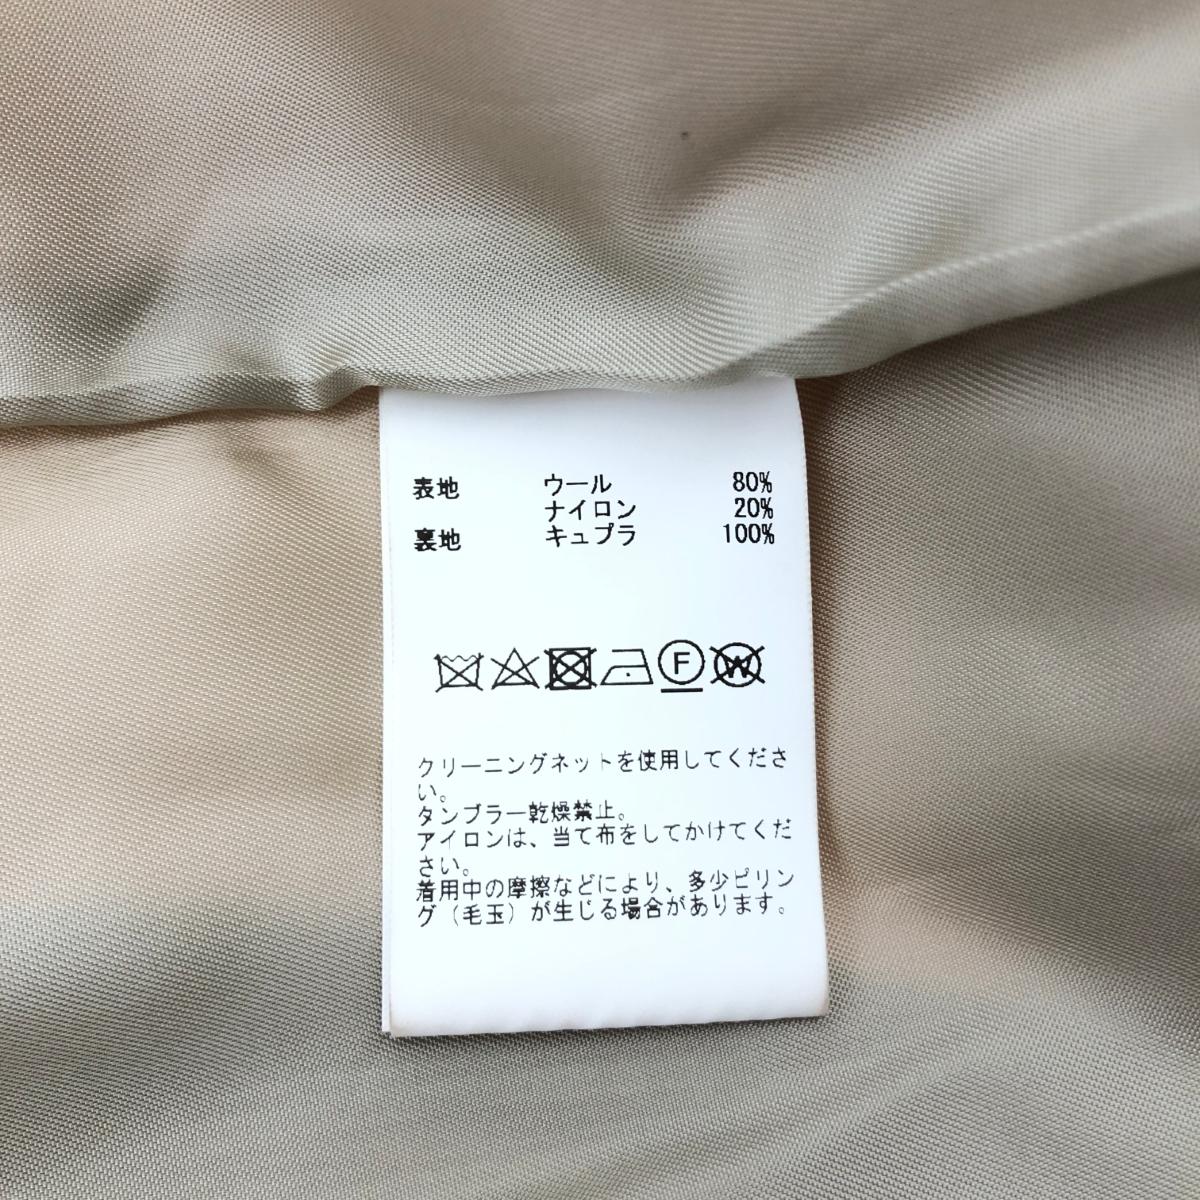 表地 ウール 80%
ナイロン 20%
裏地 キュプラ 100%
F W
クリーニングネットを使用してくださ
い。
タンブラー乾燥禁止。
アイロンは、当て布をしてかけてくだ
さい。
着用中の摩擦などにより、多少ピリン
グ(毛玉)が生じる場合があります。